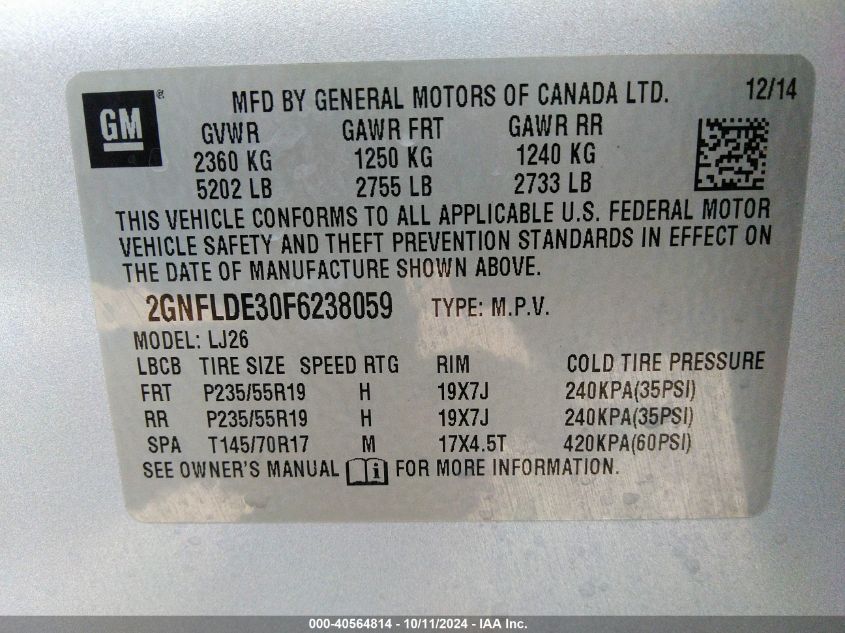 GM ®
MFD BY GENERAL MOTORS OF CANADA LTD. 12/14
GVWR GAWR FRT GAWR RR
2360 KG 1250 KG 1240 KG
5202 LB 2755 LB 2733 LB
THIS VEHICLE CONFORMS TO ALL APPLICABLE U.S. FEDERAL MOTOR
VEHICLE SAFETY AND THEFT PREVENTION STANDARDS IN EFFECT ON
THE DATE OF MANUFACTURE SHOWN ABOVE.
2GNFLDE30F6238059 TYPE: M.P.V.
MODEL: LJ26
LBCB TIRE SIZE SPEED RTG RIM COLD TIRE PRESSURE
FRT P235/55R19 H 19X7J 240KPA(35PSI)
RR P235/55R19 H 19X7J 240KPA(35PSI)
SPA T145/70R17 M 17X4.5T 420KPA(60PSI)
SEE OWNER'S MANUAL i FOR MORE INFORMATION.
000-40564814 - 10/11/2024 - IAA Inc.